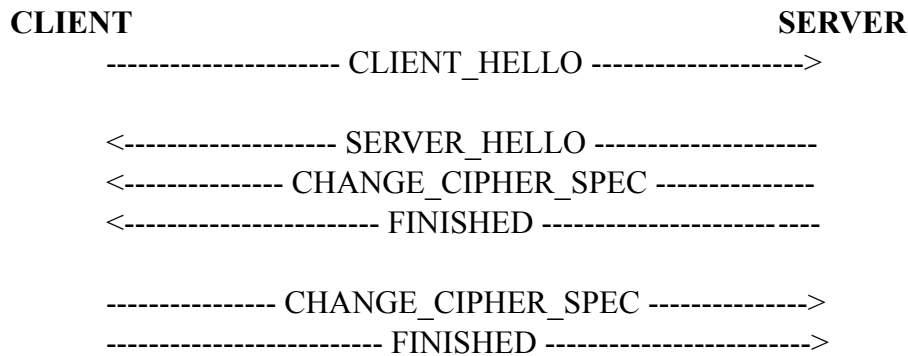 CLIENT SERVER
---------------------- CLIENT_HELLO -------------------->
<-------------------- SERVER_HELLO ---------------------
<--------------- CHANGE_CIPHER_SPEC ---------------
<------------------------ FINISHED --------------------------
---------------- CHANGE_CIPHER_SPEC --------------->
-------------------------- FINISHED ------------------------->